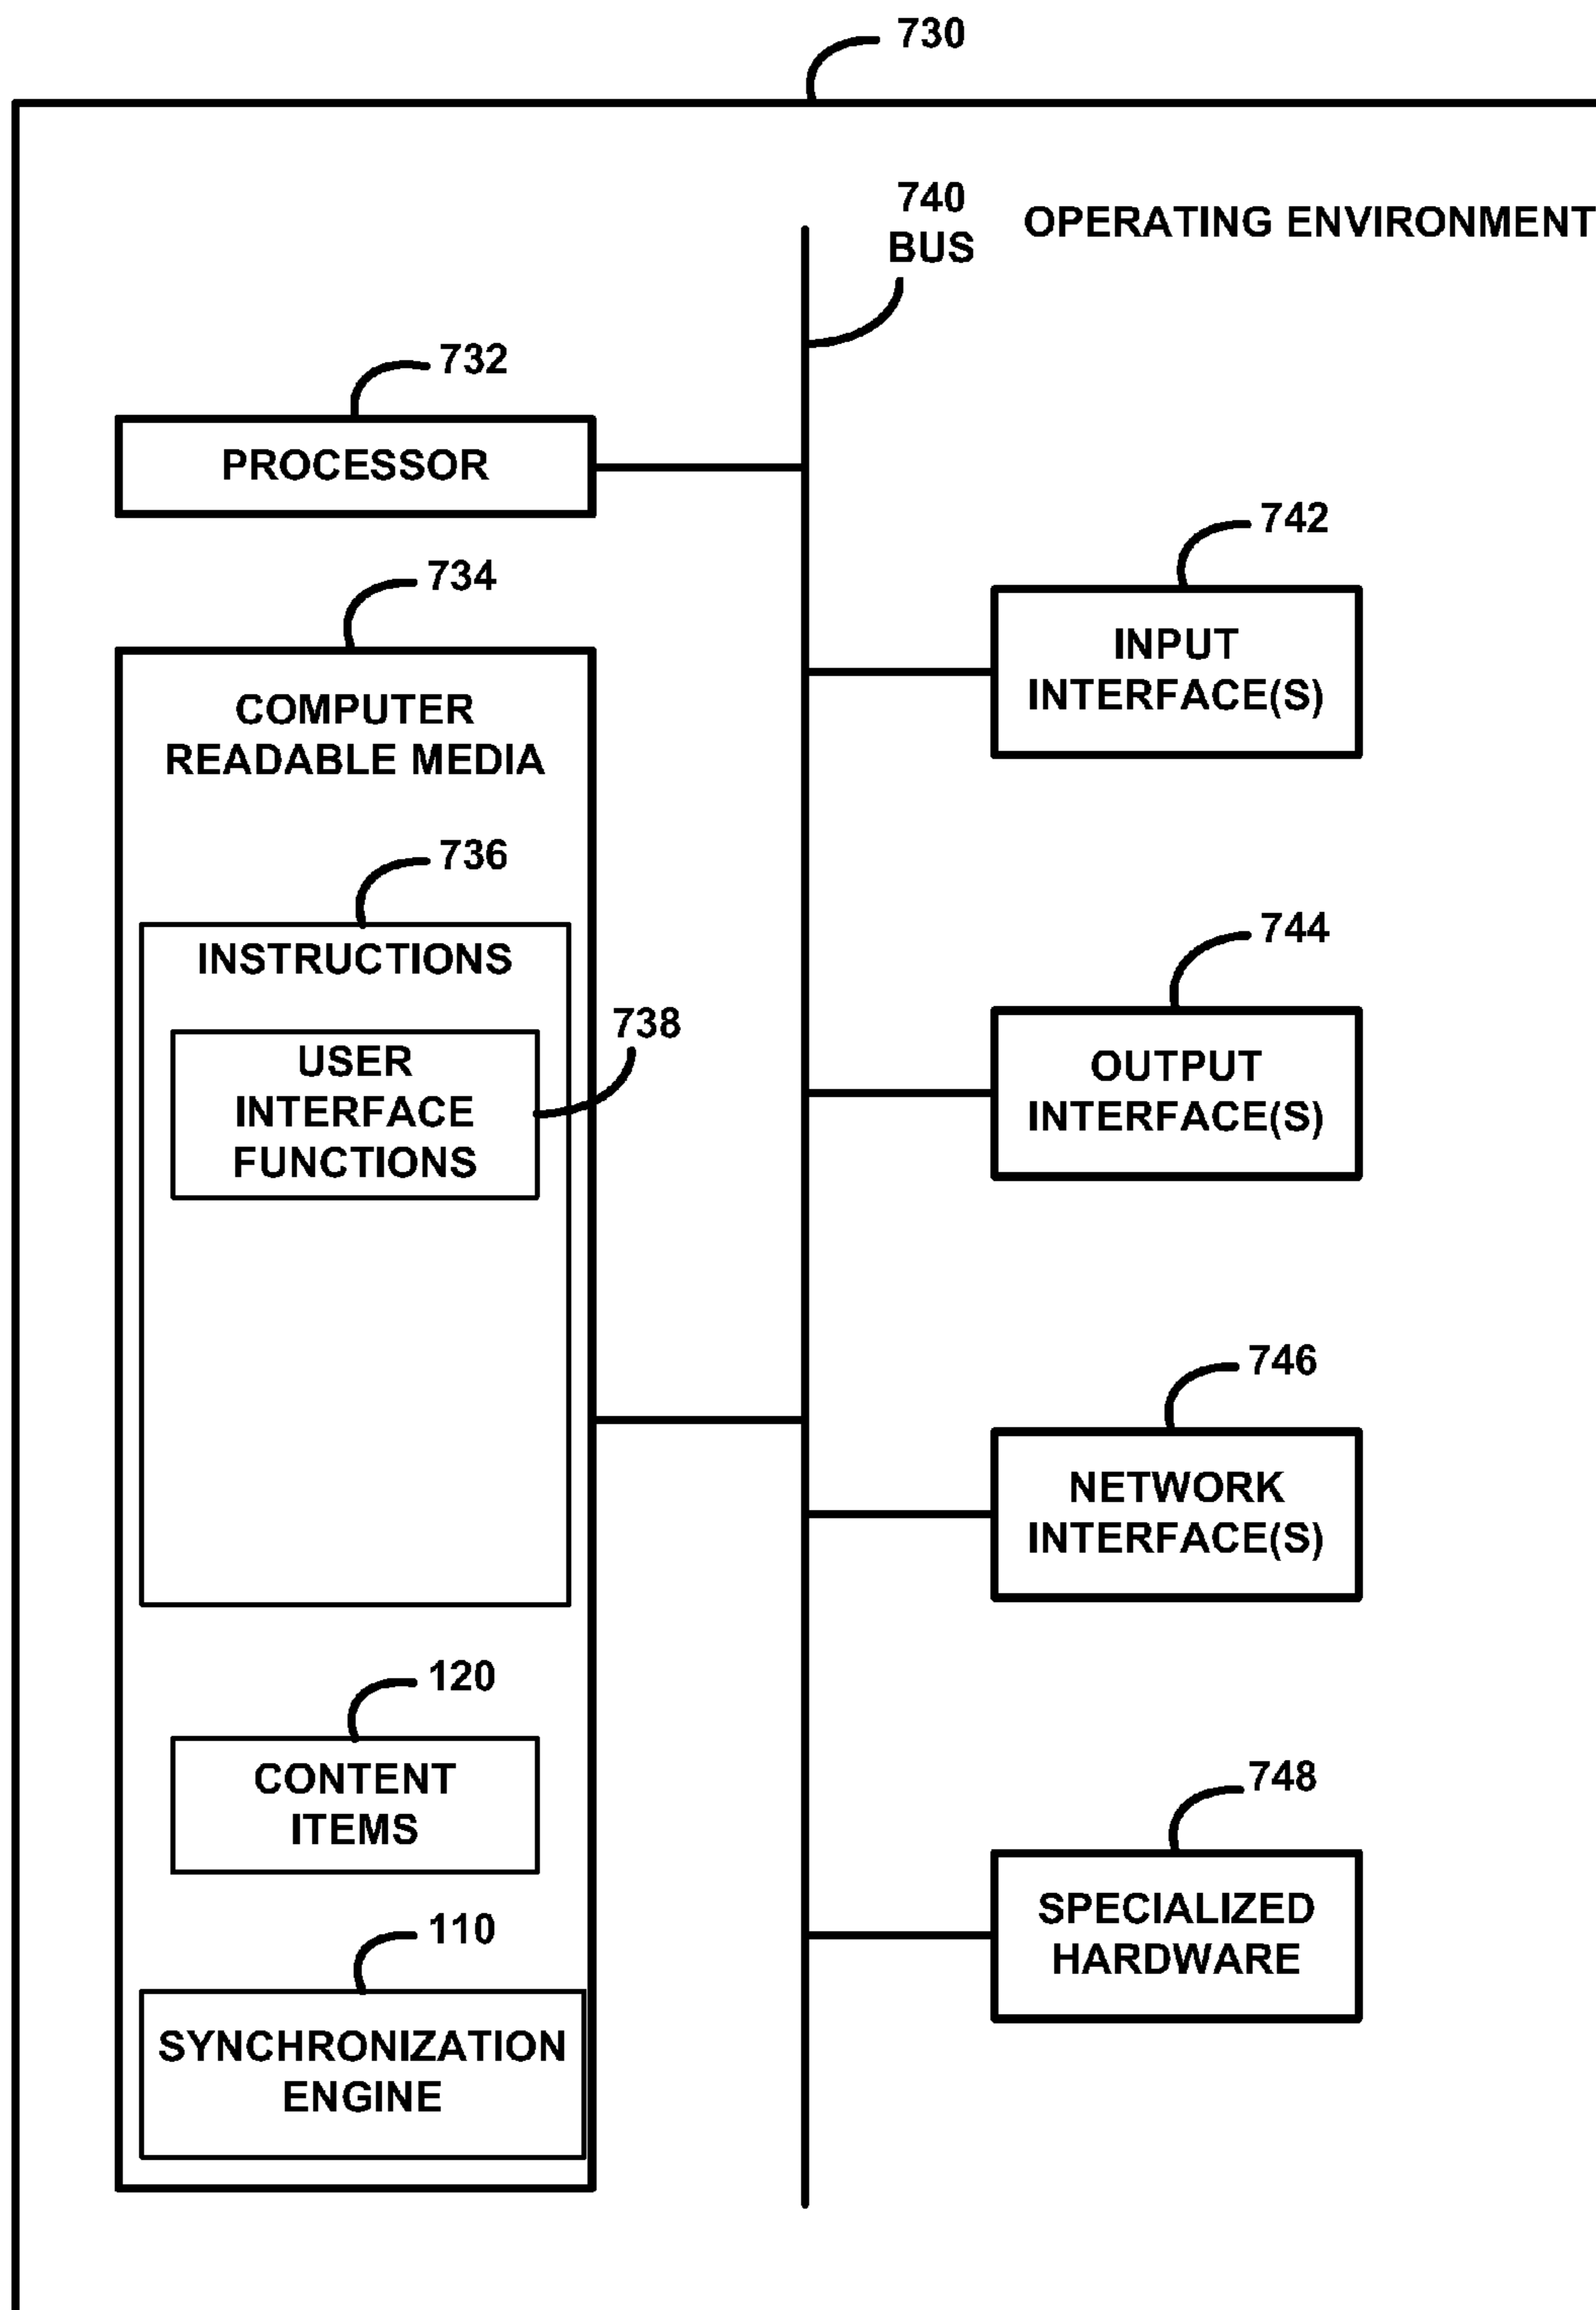 730
740
BUS
OPERATING ENVIRONMENT
732
PROCESSOR
742
INPUT
INTERFACE(S)
734
COMPUTER
READABLE MEDIA
736
INSTRUCTIONS
738
USER
INTERFACE
FUNCTIONS
744
OUTPUT
INTERFACE(S)
746
NETWORK
INTERFACE(S)
120
CONTENT
ITEMS
748
SPECIALIZED
HARDWARE
110
SYNCHRONIZATION
ENGINE